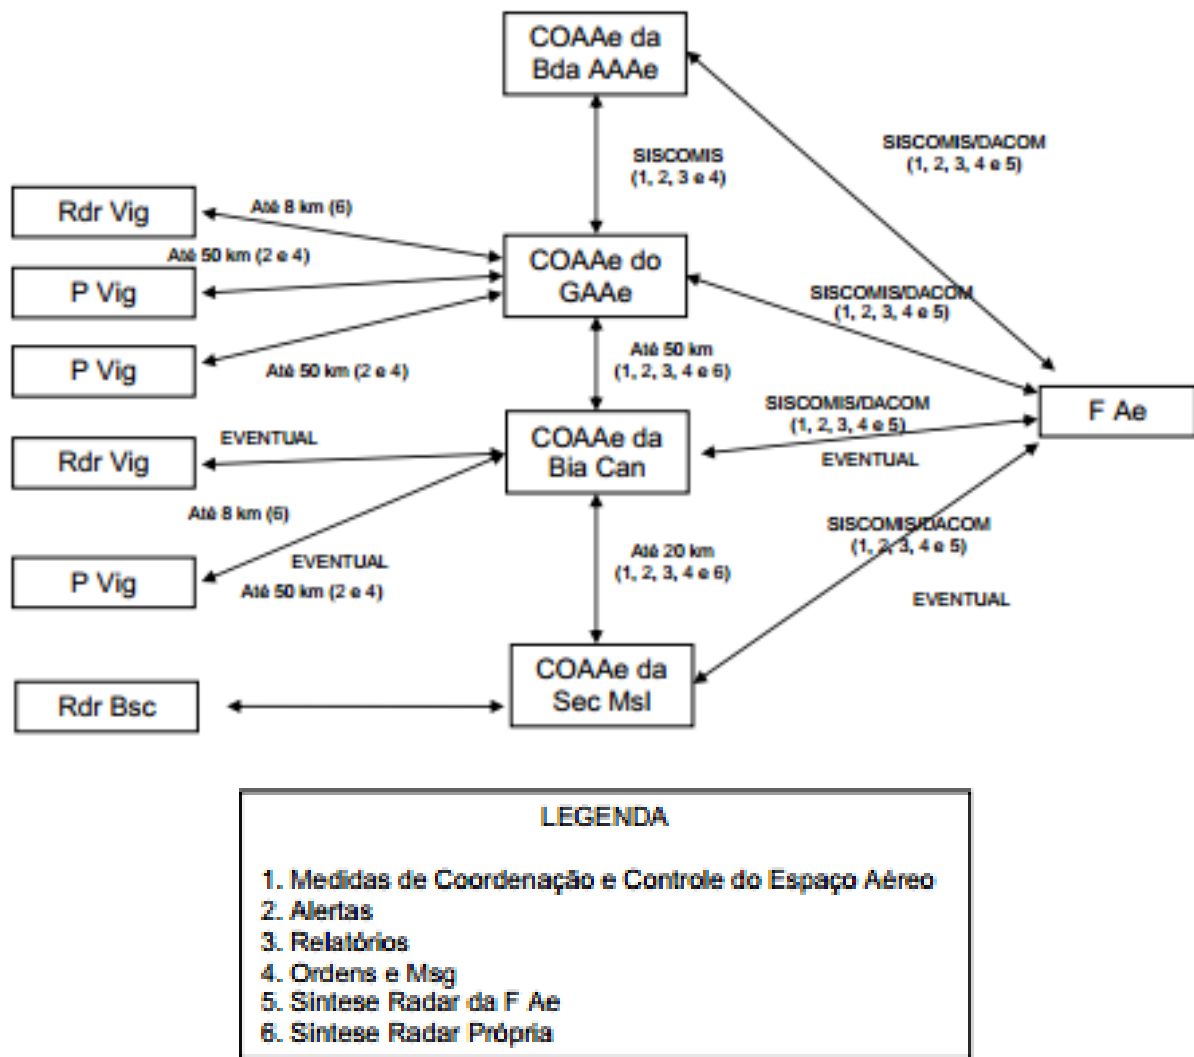 COAAe da
Bda AAAe
SISCOMIS/DACOM
(1, 2, 3, 4 e 5)
SISCOMIS
(1, 2, 3 e 4)
Rdr Vig
Até 8 km (6)
Até 50 km (2 e 4)
COAAe do
GAAe
P Vig
SISCOMIS/DACOM
(1, 2, 3, 4 e 5)
P Vig
Até 50 km (2 e 4)
Até 50 km
(1, 2, 3, 4 e 6)
F Ae
SISCOMIS/DACOM
(1, 2, 3, 4 e 5)
EVENTUAL
Rdr Vig
EVENTUAL
COAAe da
Bia Can
Até 8 km (6)
SISCOMIS/DACOM
(1, 2, 3, 4 e 5)
EVENTUAL
P Vig
EVENTUAL
Até 50 km (2 e 4)
Até 20 km
(1, 2, 3, 4 e 6)
Rdr Bsc
COAAe da
Sec Msl
LEGENDA
1. Medidas de Coordenação e Controle do Espaço Aéreo
2. Alertas
3. Relatórios
4. Ordens e Msg
5. Síntese Radar da F Ae
6. Síntese Radar Própria